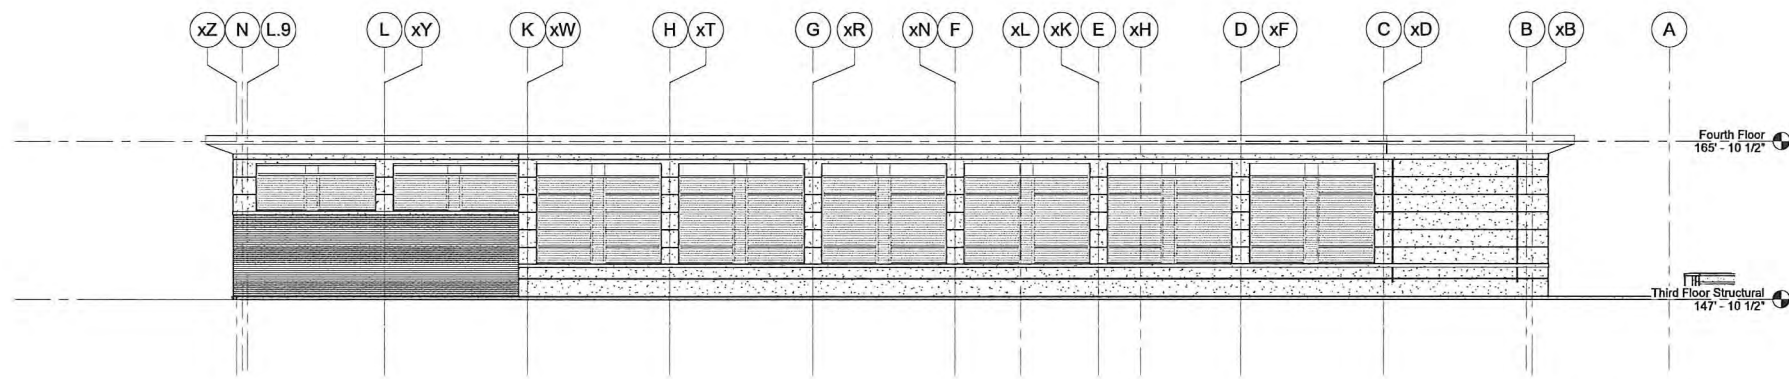 xZ N L.9 L xY K xW H xT G xR xN F xL xK E xH D xF C xD B xB A
Fourth Floor
165' - 10 1/2"
Third Floor Structural
147' - 10 1/2"